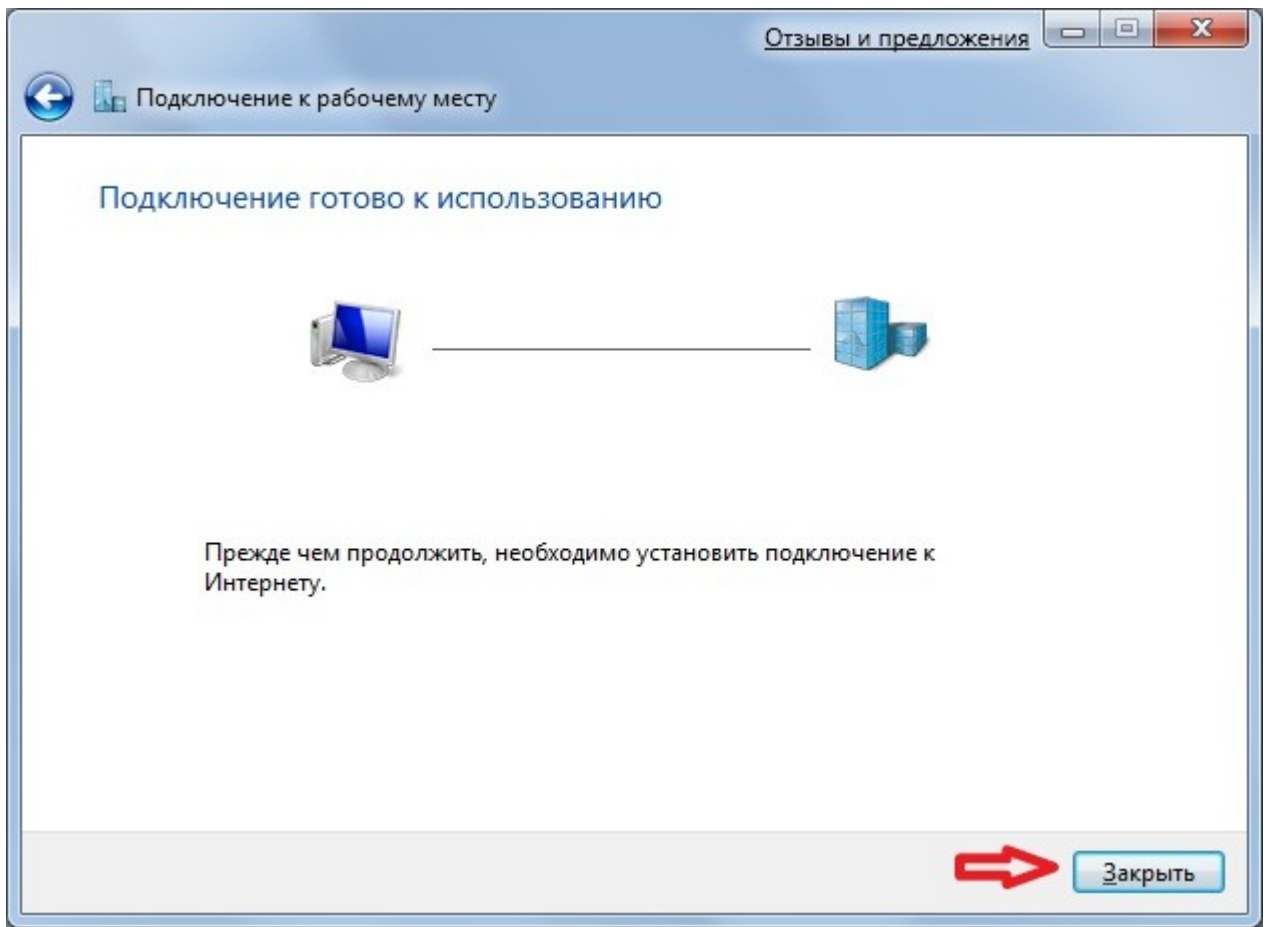 Отзывы и предложения
Подключение к рабочему месту
Подключение готово к использованию
Прежде чем продолжить, необходимо установить подключение к
Интернету.
Закрыть